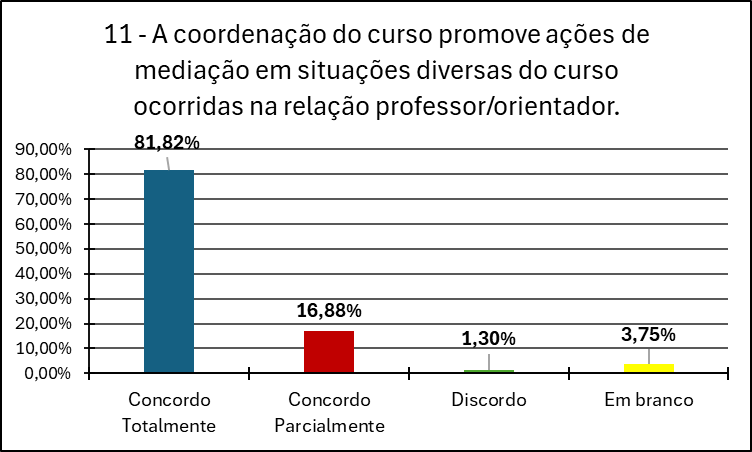 11 - A coordenação do curso promove ações de
mediação em situações diversas do curso
ocorridas na relação professor/orientador.
90,00%
80,00%
70,00%
60,00%
50,00%
40,00%
30,00%
20,00%
10,00%
0,00%
81,82%
16,88%
1,30%
3,75%
Concordo
Totalmente
Concordo
Parcialmente
Discordo
Em branco